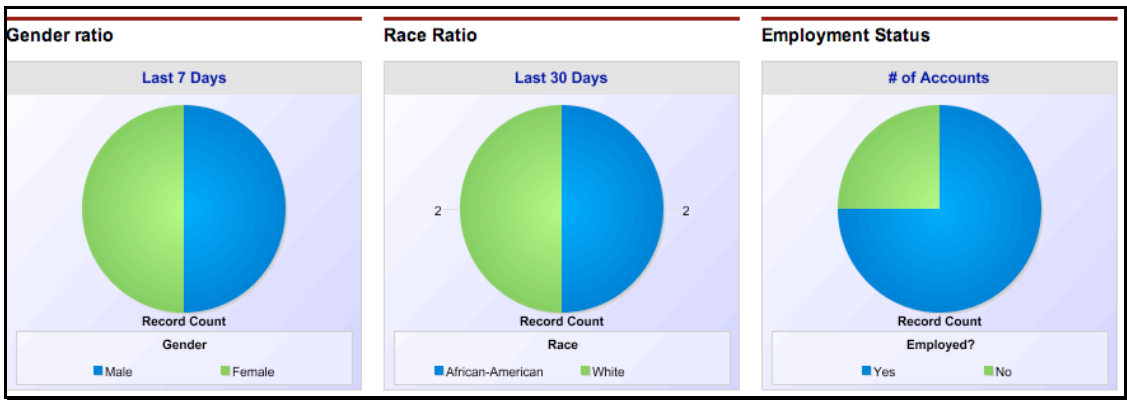 Gender ratio
Last 7 Days
Record Count
Gender
Male Female
Race Ratio
Last 30 Days
2 2
Record Count
Race
African-American White
Employment Status
# of Accounts
Record Count
Employed?
Yes No